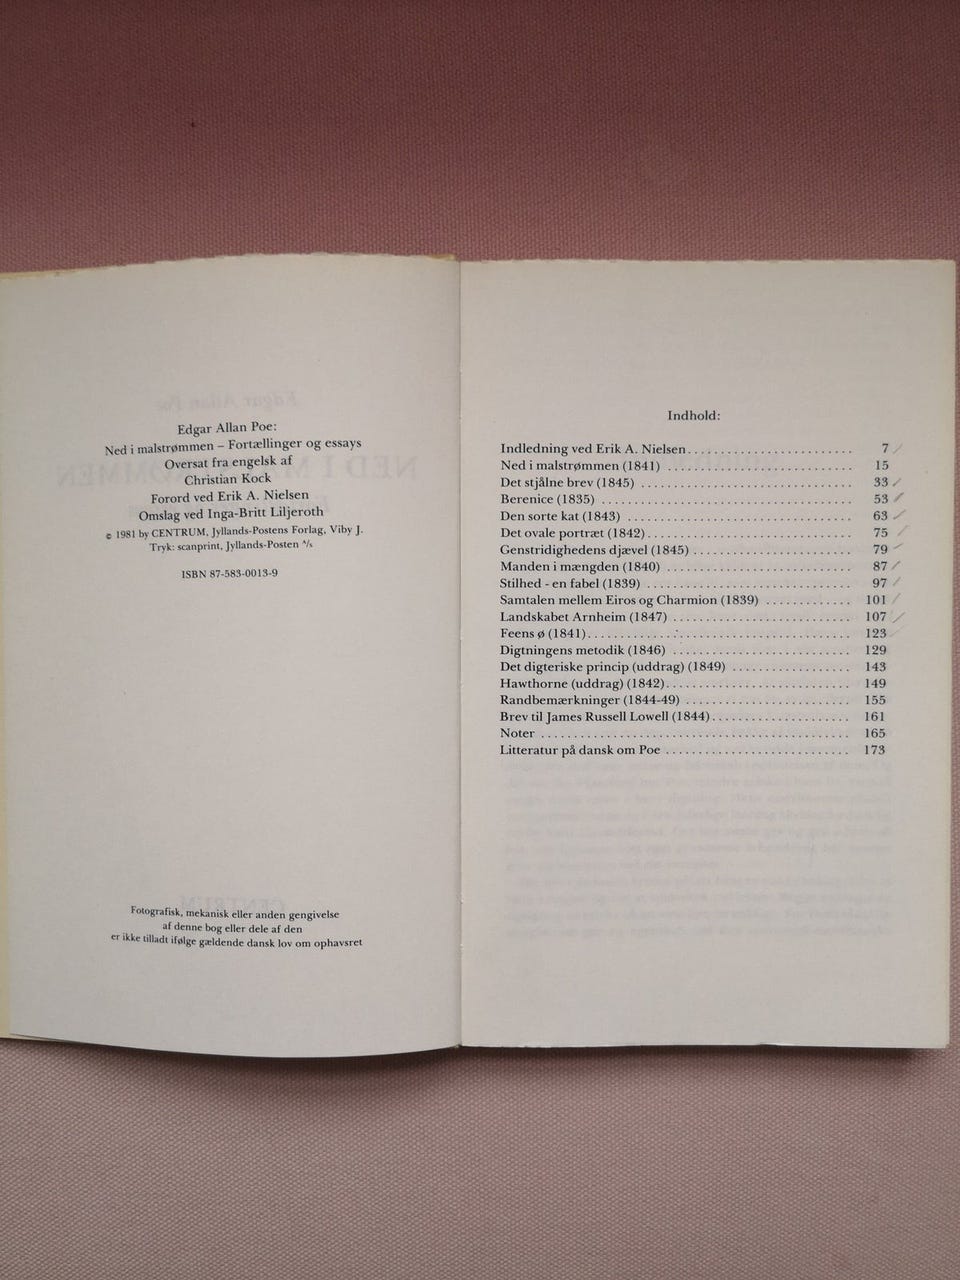 Edgar Allan Poe:
Ned i malstrømmen – Fortællinger og essays
Oversat fra engelsk af
Christian Kock
Forord ved Erik A. Nielsen
Omslag ved Inga-Britt Liljeroth
© 1981 by CENTRUM, Jyllands-Postens Forlag, Viby J.
Tryk: scanprint, Jyllands-Posten A/s
ISBN 87-583-0013-9
Fotografisk, mekanisk eller anden gengivelse
af denne bog eller dele af den
er ikke tilladt ifølge gældende dansk lov om ophavsret
Indhold:
Indledning ved Erik A. Nielsen ........................ 7
Ned i malstrømmen (1841) ........................ 15
Det stjålne brev (1845) ........................ 33
Berenice (1835) ........................ 53
Den sorte kat (1843) ........................ 63
Det ovale portræt (1842) ........................ 75
Genstridighedens djævel (1845) ........................ 79
Manden i mængden (1840) ........................ 87
Stilhed - en fabel (1839) ........................ 97
Samtalen mellem Eiros og Charmion (1839) ............. 101
Landskabet Arnheim (1847) ........................ 107
Feens ø (1841) ........................ 123
Digtningens metodik (1846) ........................ 129
Det digteriske princip (uddrag) (1849) .................. 143
Hawthorne (uddrag) (1842) ........................ 149
Randbemærkninger (1844-49) ........................ 155
Brev til James Russell Lowell (1844) ..................... 161
Noter ........................ 165
Litteratur på dansk om Poe ........................ 173